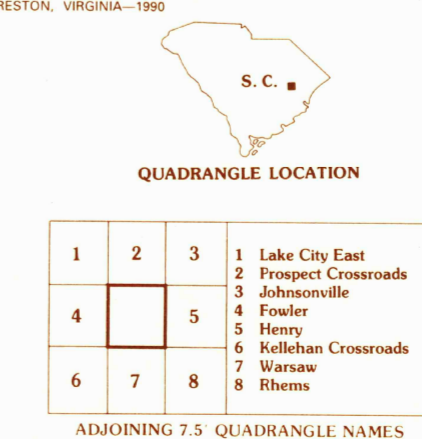 RESTON, VIRGINIA—1990
S. C.
QUADRANGLE LOCATION
1 2 3
4 5
6 7 8
1 Lake City East
2 Prospect Crossroads
3 Johnsonville
4 Fowler
5 Henry
6 Kellehan Crossroads
7 Warsaw
8 Rhems
ADJOINING 7.5' QUADRANGLE NAMES